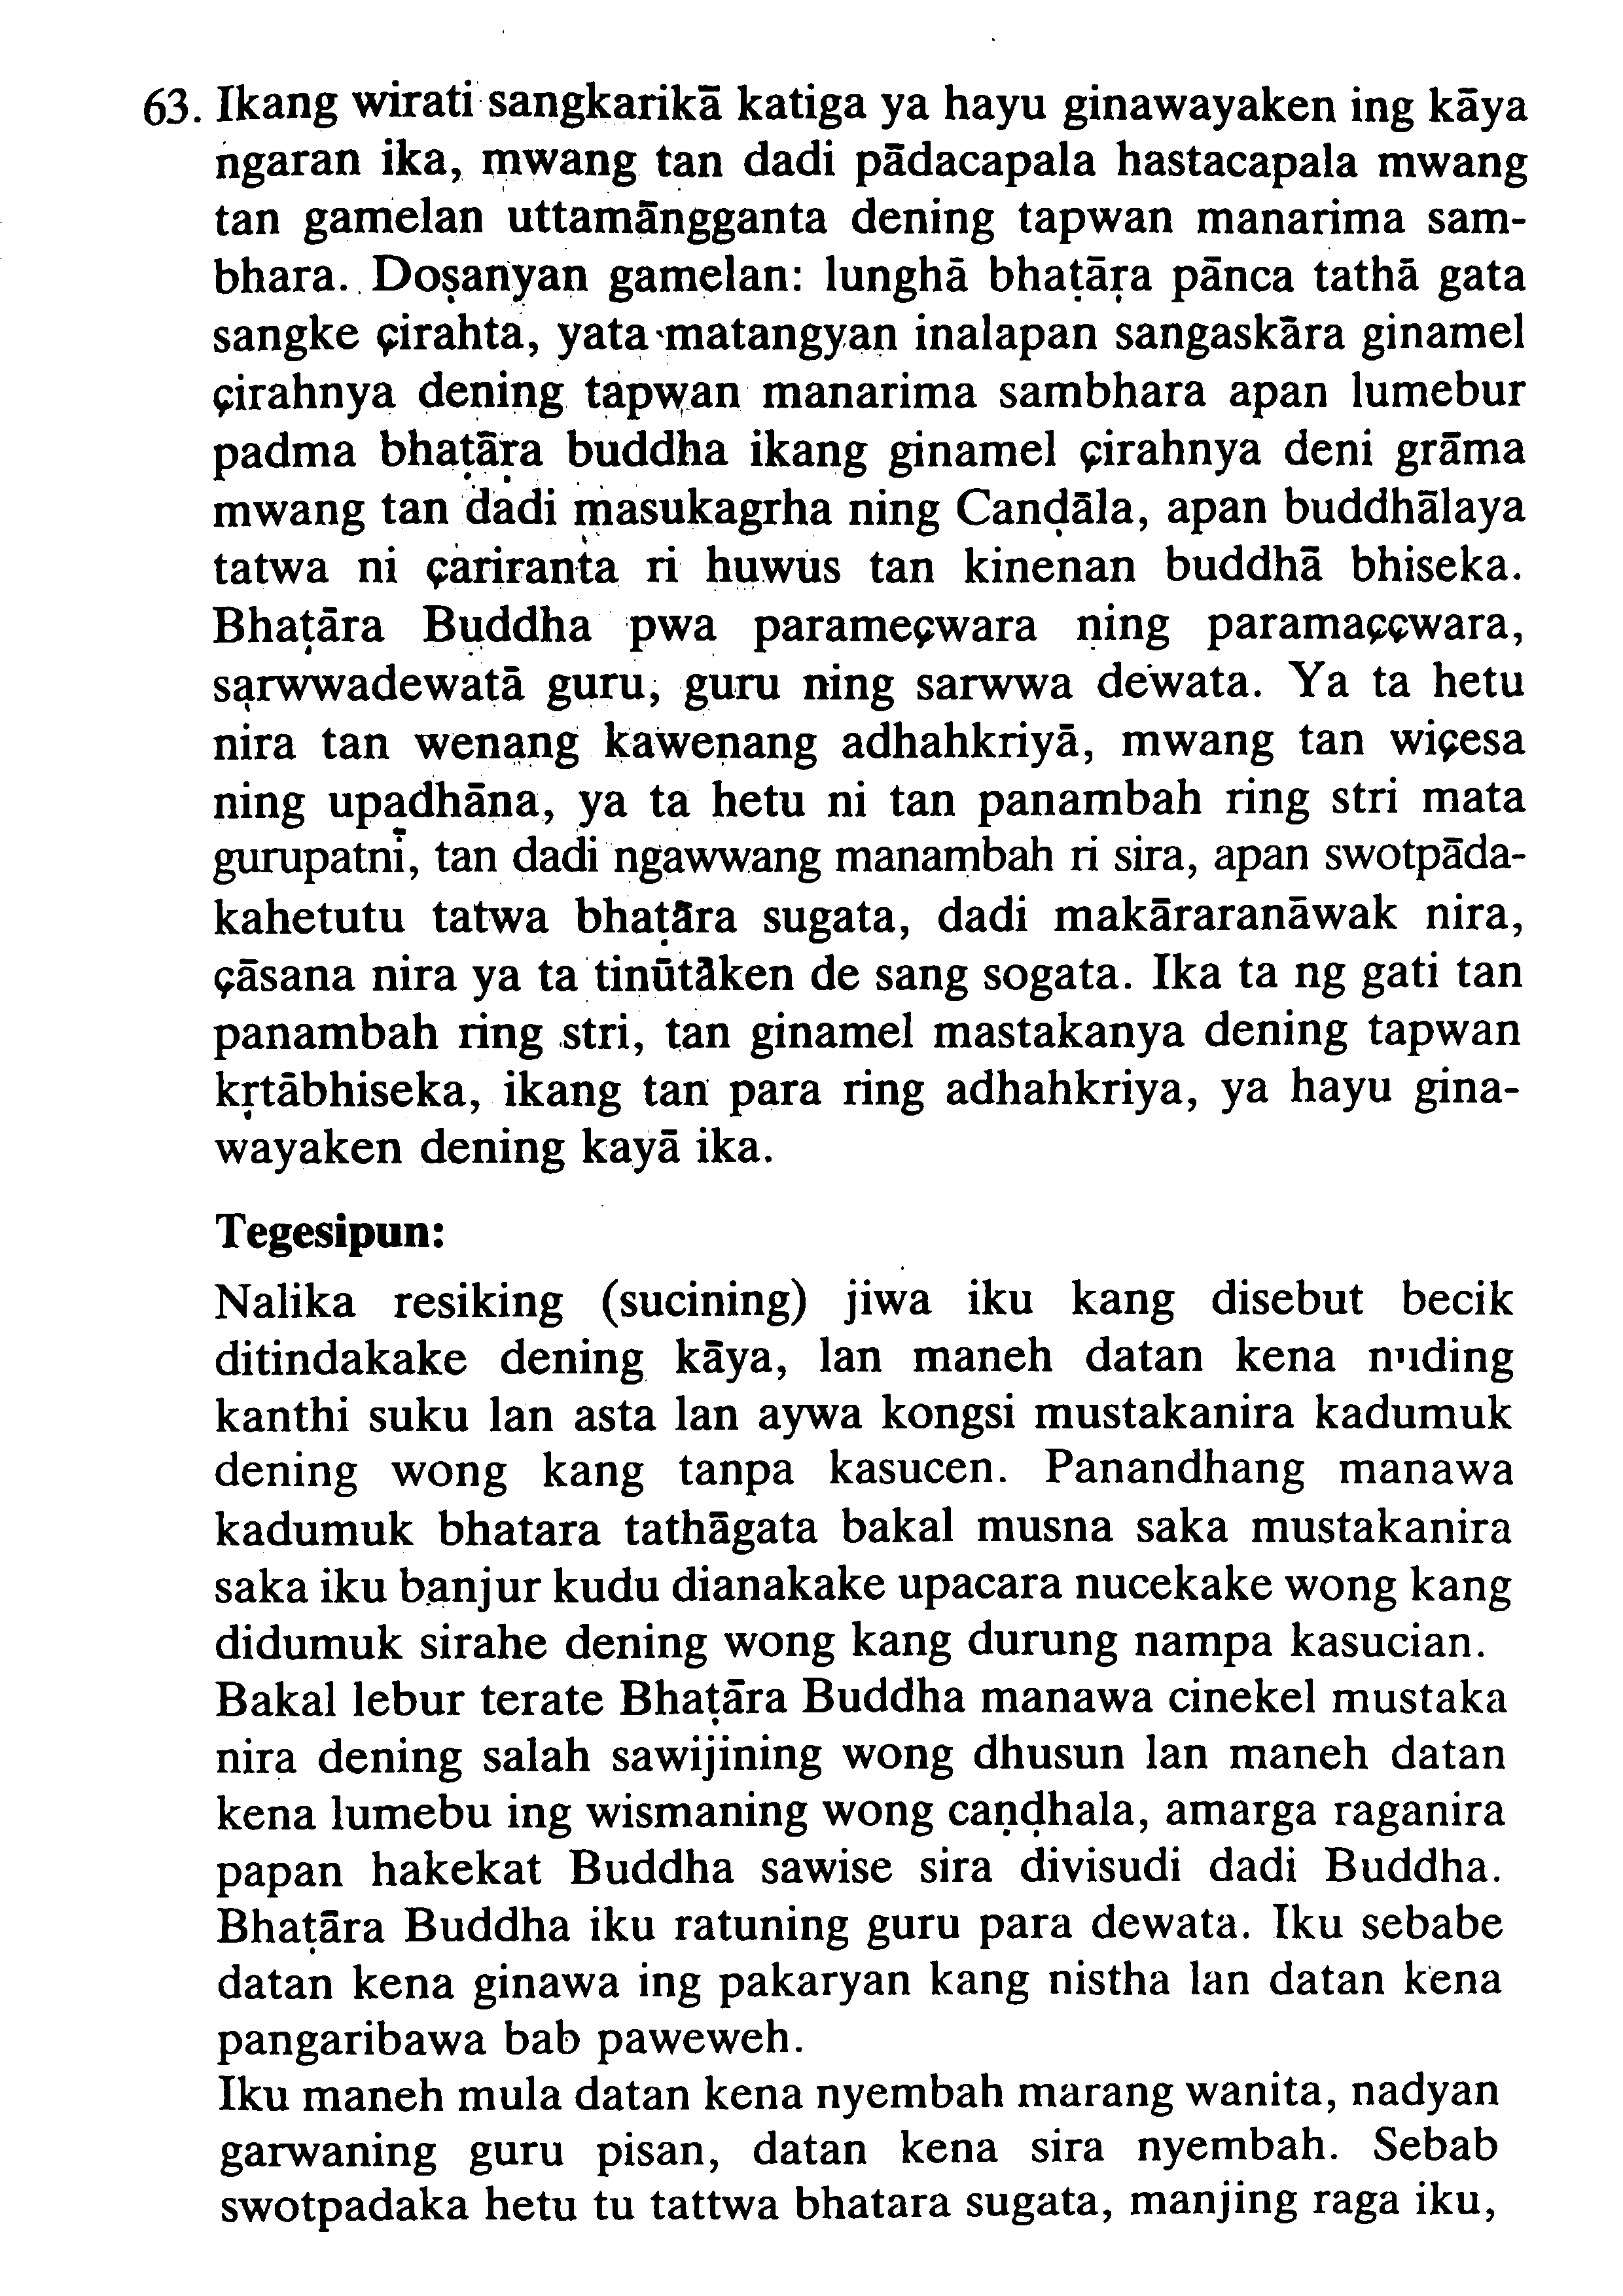 63. Ikang wirati sangkarikā katiga ya hayu ginawayaken ing kāya
ngaran ika, mwang tan dadi pādacapala hastacapala mwang
tan gamelan uttamāngganta dening tapwan manarima sam-
bhara. Doṣanyan gamelan: lunghā bhaṭāra pānca tathā gata
sangke çirahta, yata matangyan inalapan sangaskāra ginamel
çirahnya dening tapwan manarima sambhara apan lumebur
padma bhaṭāra buddha ikang ginamel çirahnya deni grāma
mwang tan dadi masukagrha ning Canḍāla, apan buddhālaya
tatwa ni çariranta ri huwus tan kinenan buddhā bhiseka.
Bhaṭāra Buddha pwa parameçwara ning paramaççwara,
sarwwadewatā guru, guru ning sarwwa dewata. Ya ta hetu
nira tan wenang kawenang adhahkriyā, mwang tan wiçesa
ning upadhāna, ya ta hetu ni tan panambah ring stri mata
gurupatni, tan dadi ngawwang manambah ri sira, apan swotpāda-
kahetutu tatwa bhaṭāra sugata, dadi makāraranāwak nira,
çāsana nira ya ta tinūtāken de sang sogata. Ika ta ng gati tan
panambah ring stri, tan ginamel mastakanya dening tapwan
kṛtābhiseka, ikang tan para ring adhahkriya, ya hayu gina-
wayaken dening kayā ika.
Tegesipun:
Nalika resiking (sucining) jiwa iku kang disebut becik
ditindakake dening kāya, lan maneh datan kena nuding
kanthi suku lan asta lan aywa kongsi mustakanira kadumuk
dening wong kang tanpa kasucen. Panandhang manawa
kadumuk bhatara tathāgata bakal musna saka mustakanira
saka iku banjur kudu dianakake upacara nucekake wong kang
didumuk sirahe dening wong kang durung nampa kasucian.
Bakal lebur terate Bhaṭāra Buddha manawa cinekel mustaka
nira dening salah sawijining wong dhusun lan maneh datan
kena lumebu ing wismaning wong caṇḍhala, amarga raganira
papan hakekat Buddha sawise sira divisudi dadi Buddha.
Bhaṭāra Buddha iku ratuning guru para dewata. Iku sebabe
datan kena ginawa ing pakaryan kang nistha lan datan kena
pangaribawa bab paweweh.
Iku maneh mula datan kena nyembah marang wanita, nadyan
garwaning guru pisan, datan kena sira nyembah. Sebab
swotpadaka hetu tu tattwa bhatara sugata, manjing raga iku,